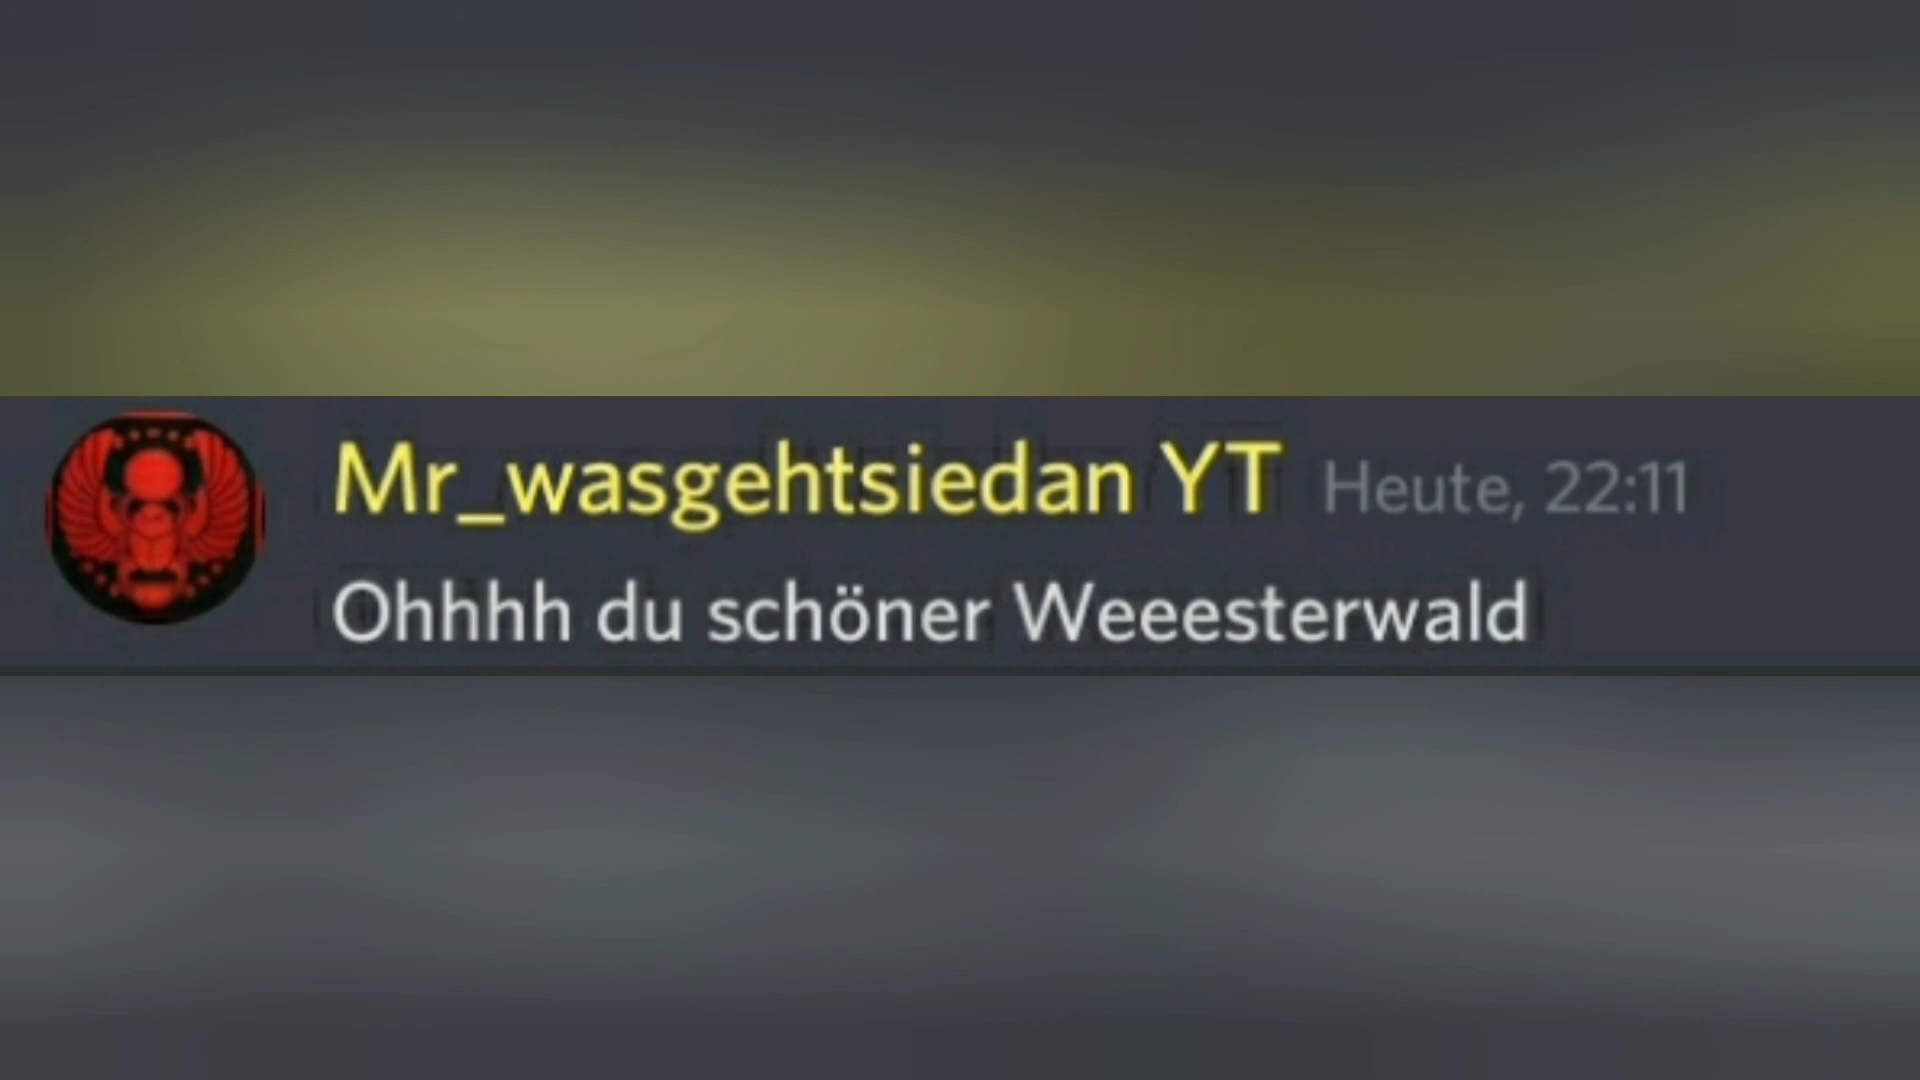 Mr_wasgehtsiedan YT Heute, 22:11
Ohhhh du schöner Weeesterwald